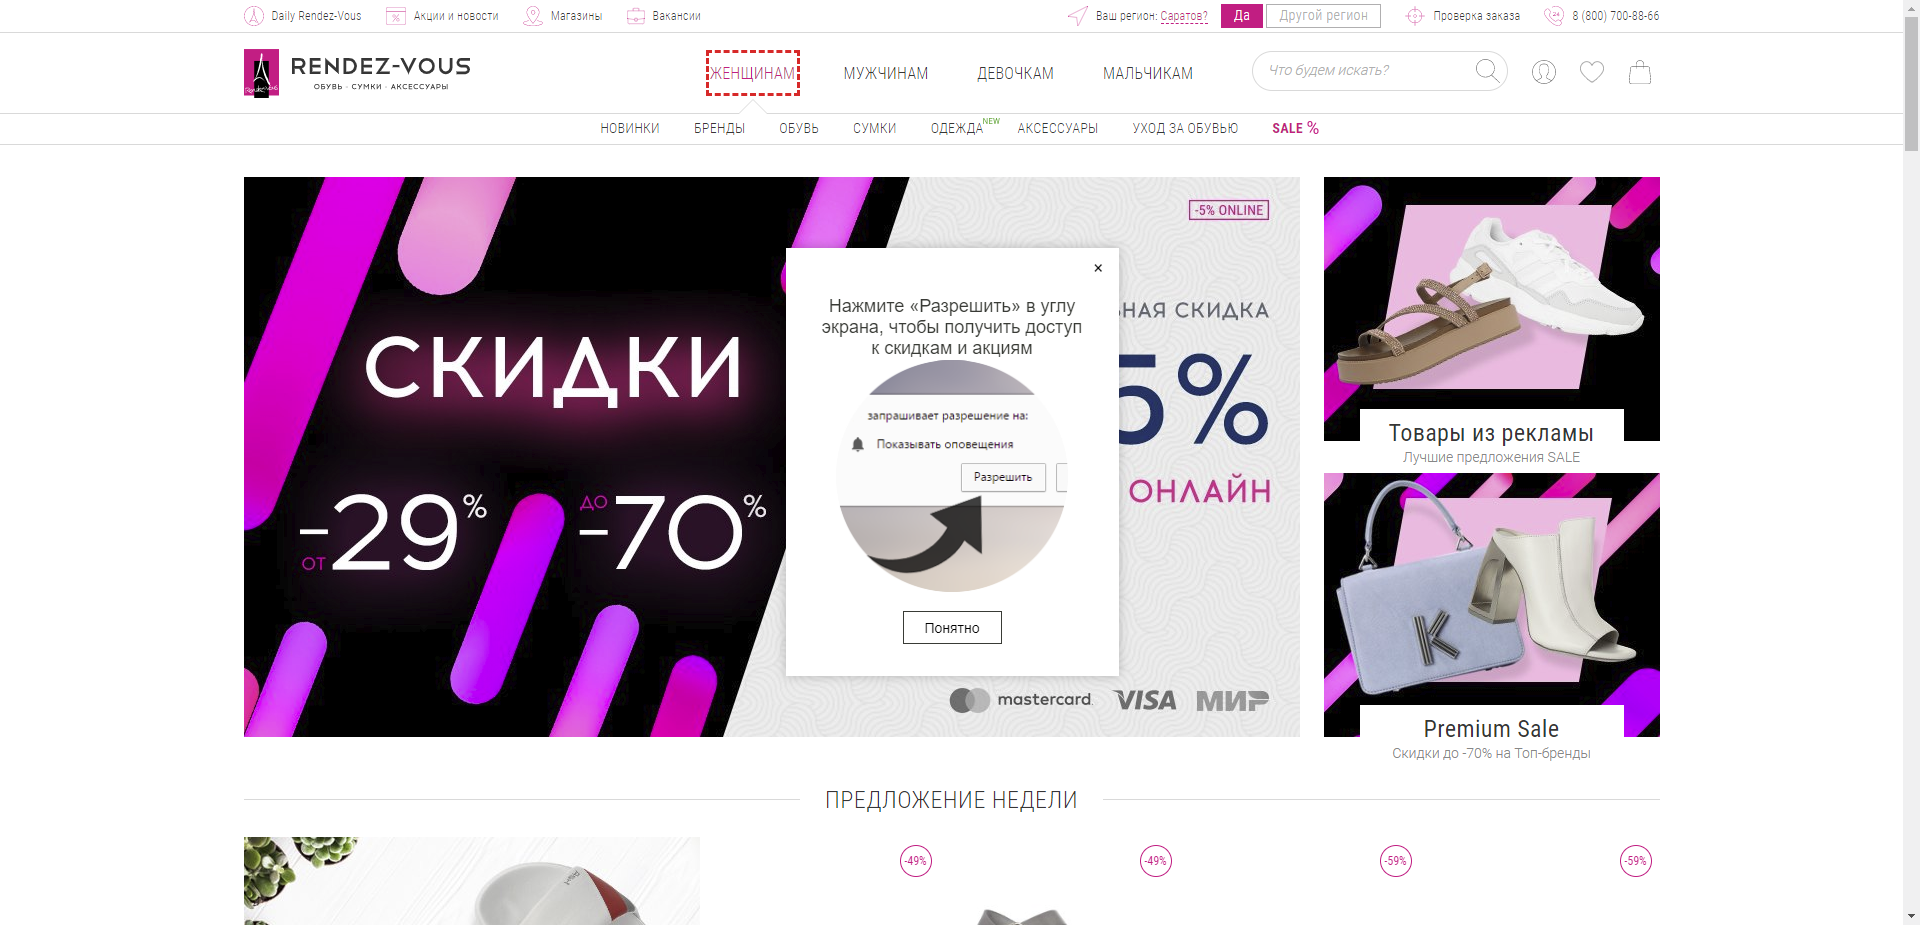 Daily Rendez-Vous
Акции и новости
Магазины
Вакансии
Ваш регион: Саратов?
Да
Другой регион
Проверка заказа
8 (800) 700-88-66
RENDEZ-VOUS
ОБУВЬ · СУМКИ · АКСЕССУАРЫ
ЖЕНЩИНАМ
МУЖЧИНАМ
ДЕВОЧКАМ
МАЛЬЧИКАМ
Что будем искать?
НОВИНКИ
БРЕНДЫ
ОБУВЬ
СУМКИ
ОДЕЖДА NEW
АКСЕССУАРЫ
УХОД ЗА ОБУВЬЮ
SALE %
СКИДКИ
ОТ -29%
ДО -70%
-5% ONLINE
НАЯ СКИДКА
5%
ОНЛАЙН
mastercard.
VISA
МИР
×
Нажмите «Разрешить» в углу
экрана, чтобы получить доступ
к скидкам и акциям
запрашивает разрешение на:
Показывать оповещения
Разрешить
Понятно
Товары из рекламы
Лучшие предложения SALE
K
Premium Sale
Скидки до -70% на Топ-бренды
ПРЕДЛОЖЕНИЕ НЕДЕЛИ
-49%
-49%
-59%
-59%